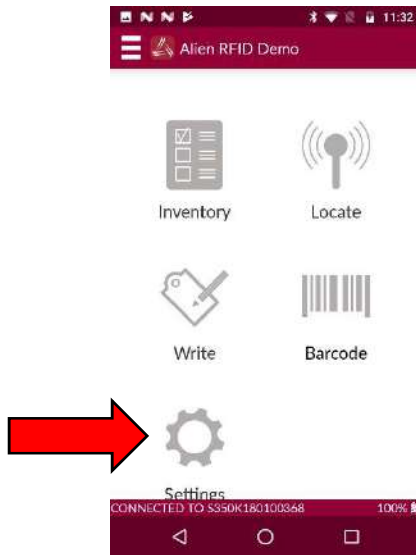 11:32
Alien RFID Demo
Inventory Locate
Write Barcode
Settings
CONNECTED TO S350K180100368 100%